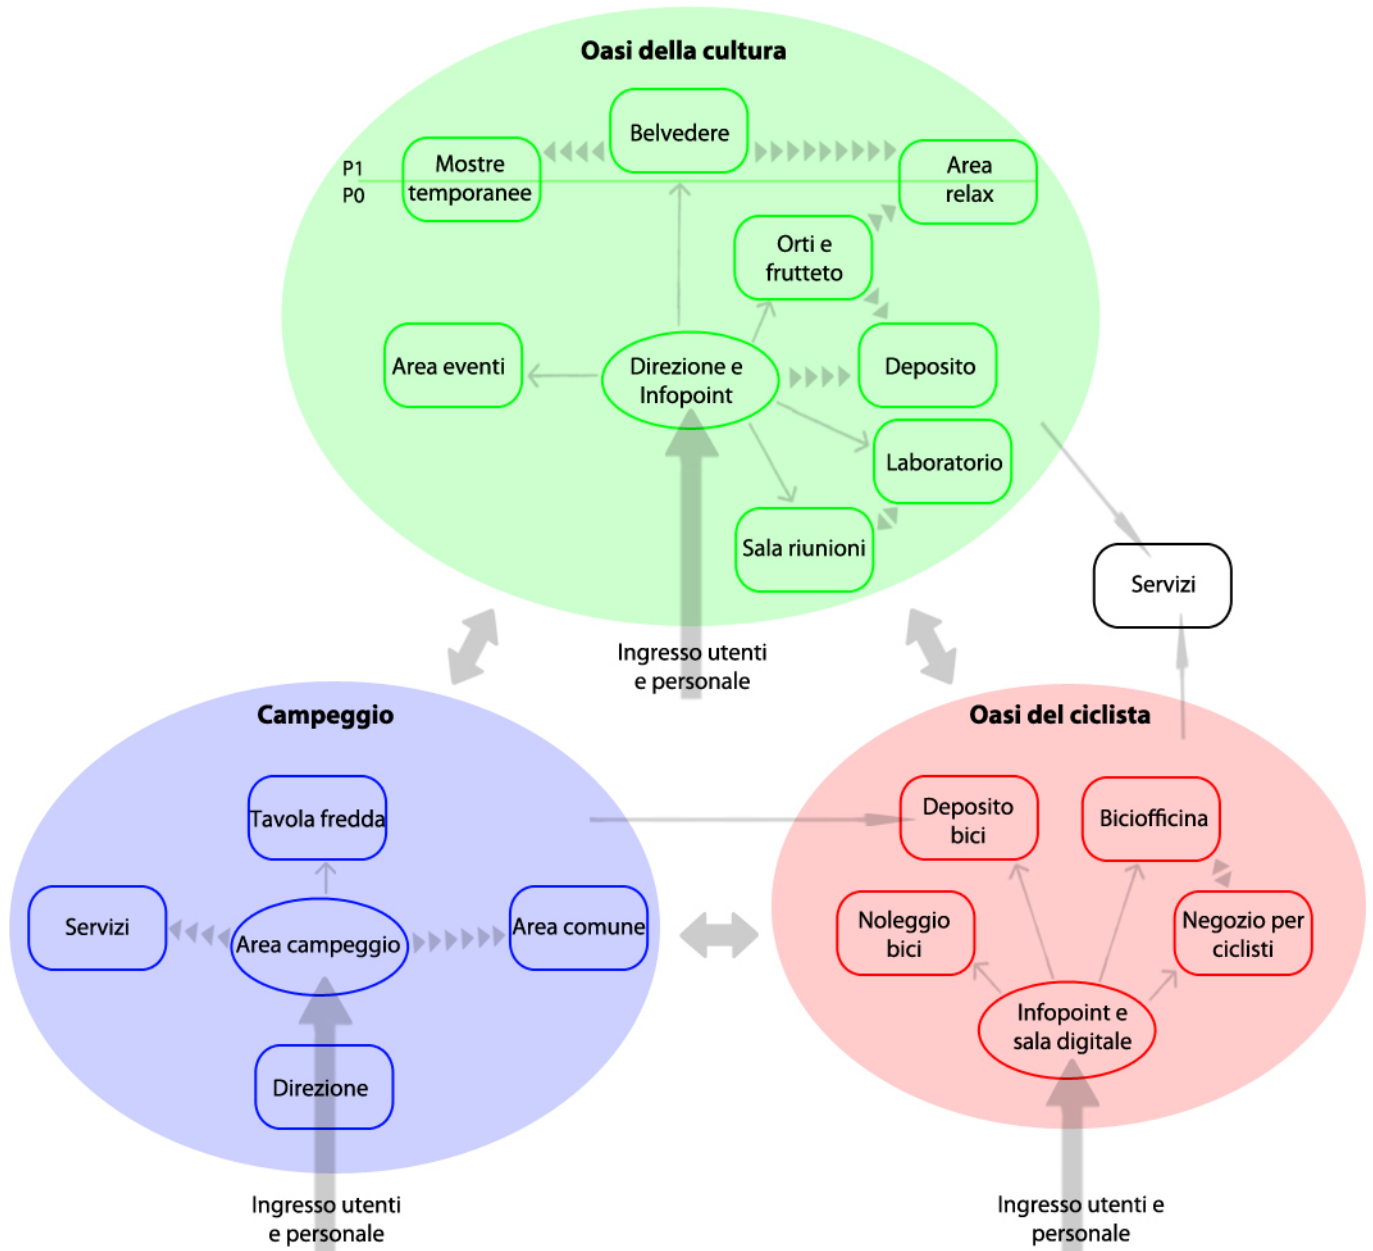 Oasi della cultura
Belvedere
Mostre
temporanee
P1
P0
Area
relax
Orti e
frutteto
Area eventi
Direzione e
Infopoint
Deposito
Laboratorio
Sala riunioni
Servizi
Ingresso utenti
e personale
Campeggio
Tavola fredda
Servizi
Area campeggio
Area comune
Direzione
Ingresso utenti
e personale
Oasi del ciclista
Deposito
bici
Biciofficina
Noleggio
bici
Negozio per
ciclisti
Infopoint e
sala digitale
Ingresso utenti e
personale